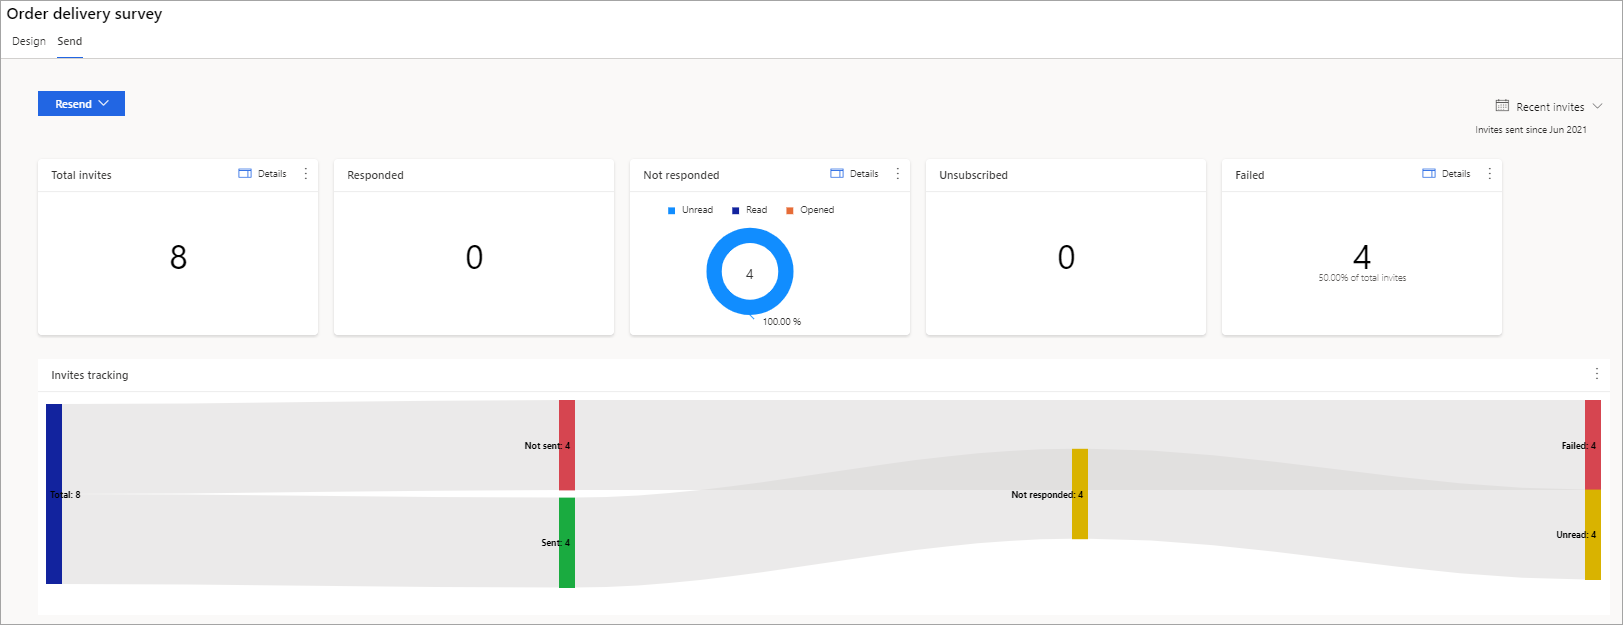 Order delivery survey
Design Send
Resend
Recent invites
Invites sent since Jun 2021
Total invites Details
8
Responded
0
Not responded Details
Unread Read Opened
4
100.00 %
Unsubscribed
0
Failed Details
4
50.00% of total invites
Invites tracking
Not sent: 4
Failed: 4
Total: 8
Not responded: 4
Sent: 4
Unread: 4